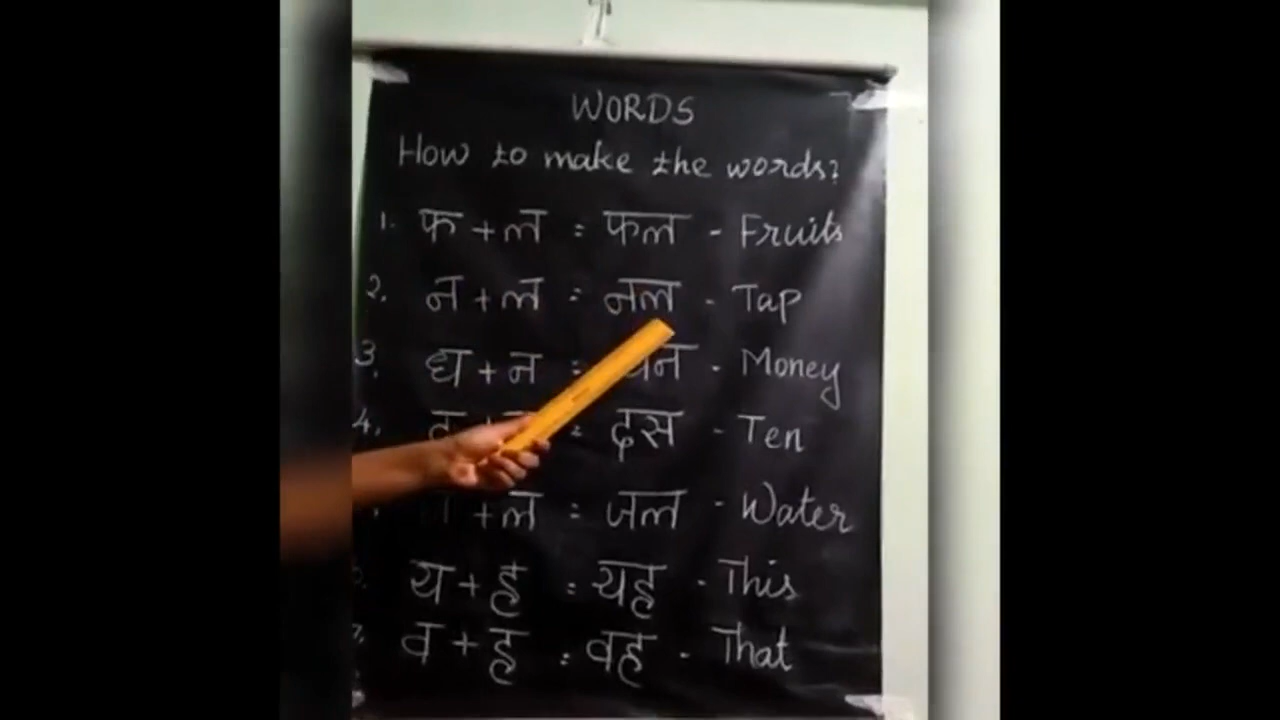 WORDS
How to make the words?
1. फ + ल = फल - Fruits
2. न + ल = नल - Tap
3. ध + न = न - Money
4. = दस - Ten
+ ल = जल - Water
य + ह = यह - This
7. व + ह = वह - That